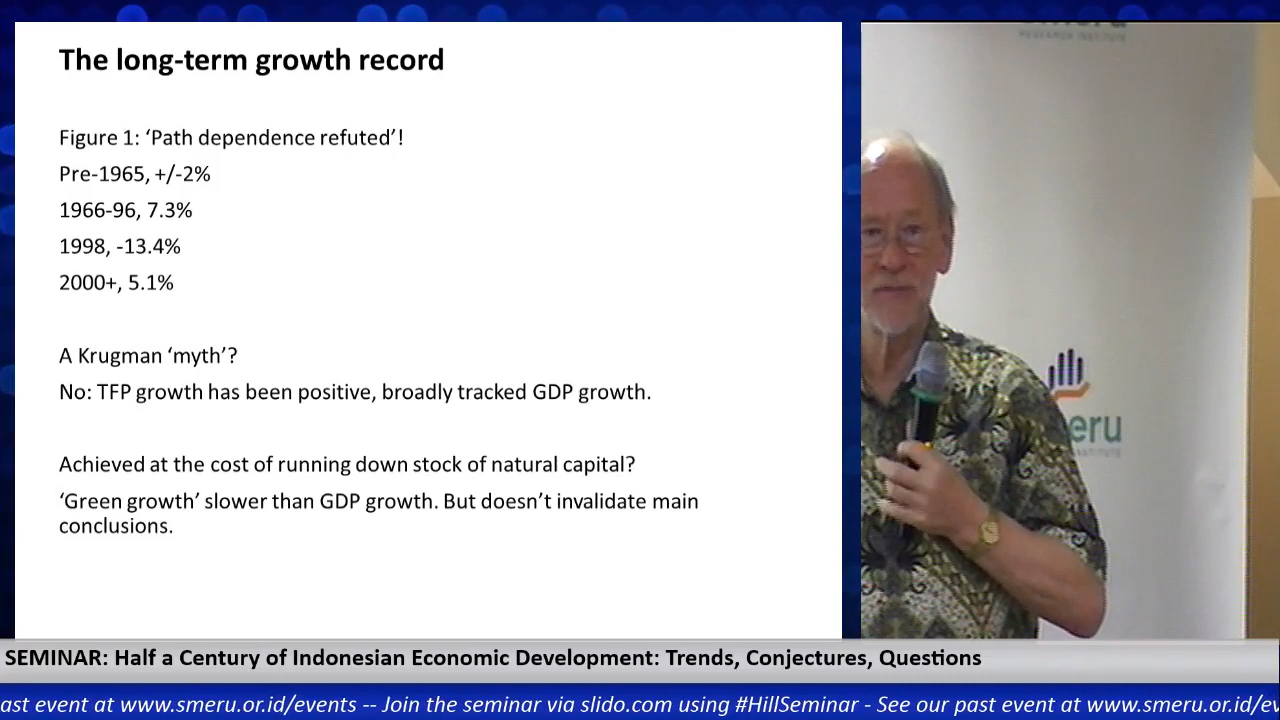 The long-term growth record
Figure 1: ‘Path dependence refuted’!
Pre-1965, +/-2%
1966-96, 7.3%
1998, -13.4%
2000+, 5.1%
A Krugman ‘myth’?
No: TFP growth has been positive, broadly tracked GDP growth.
Achieved at the cost of running down stock of natural capital?
‘Green growth’ slower than GDP growth. But doesn’t invalidate main
conclusions.
RESEARCH INSTITUTE
eru
SEMINAR: Half a Century of Indonesian Economic Development: Trends, Conjectures, Questions
ast event at www.smeru.or.id/events -- Join the seminar via slido.com using #HillSeminar - See our past event at www.smeru.or.id/ev